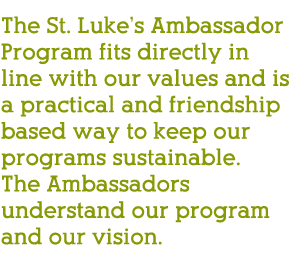 The St. Luke's Ambassador
Program fits directly in
line with our values and is
a practical and friendship
based way to keep our
programs sustainable.
The Ambassadors
understand our program
and our vision.